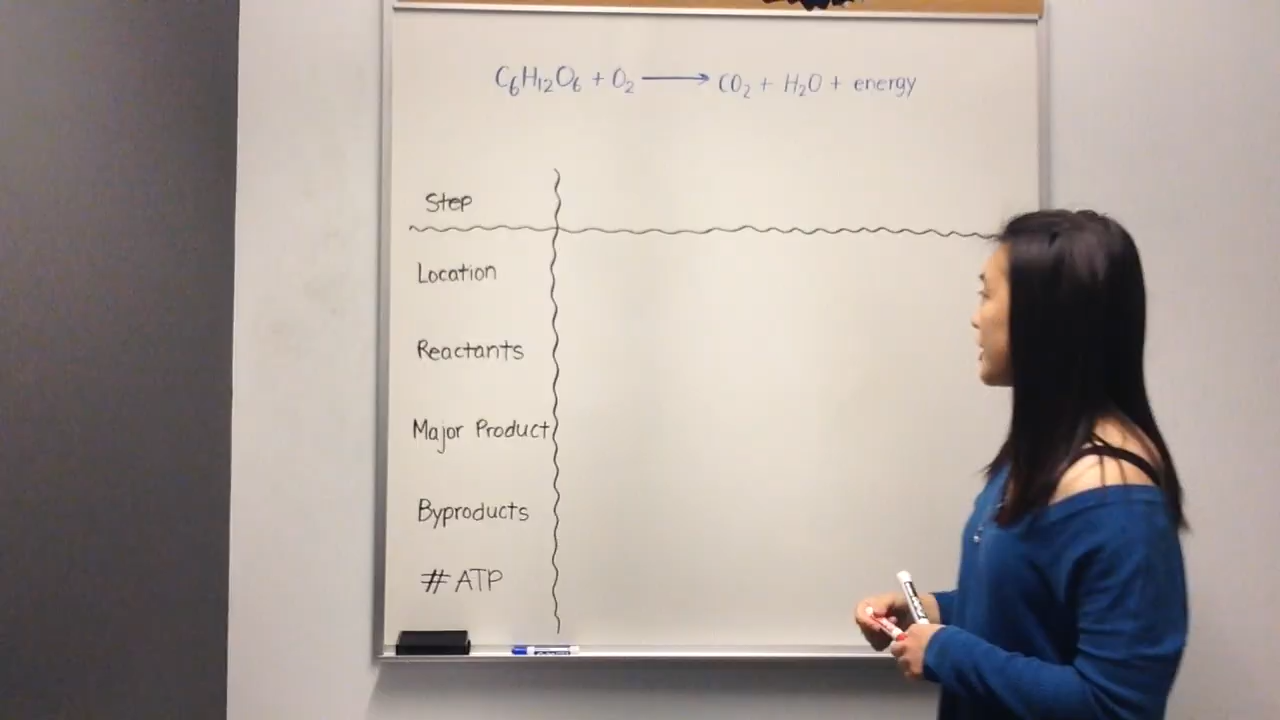 C₆H₁₂O₆ + O₂ ⟶ CO₂ + H₂O + energy
Step
Location
Reactants
Major Product
Byproducts
# ATP